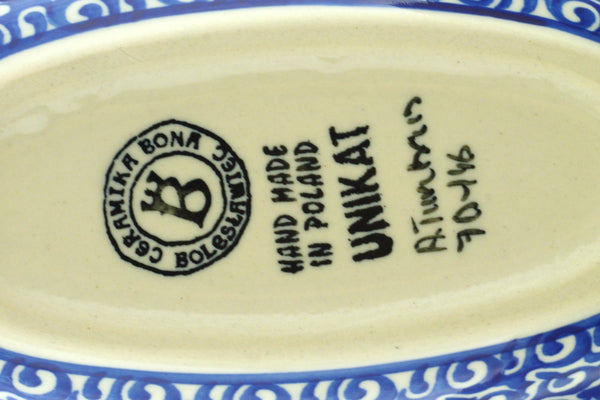 CERAMIKA BONA
BOLESŁAWIEC
B
HAND MADE
IN POLAND
UNIKAT